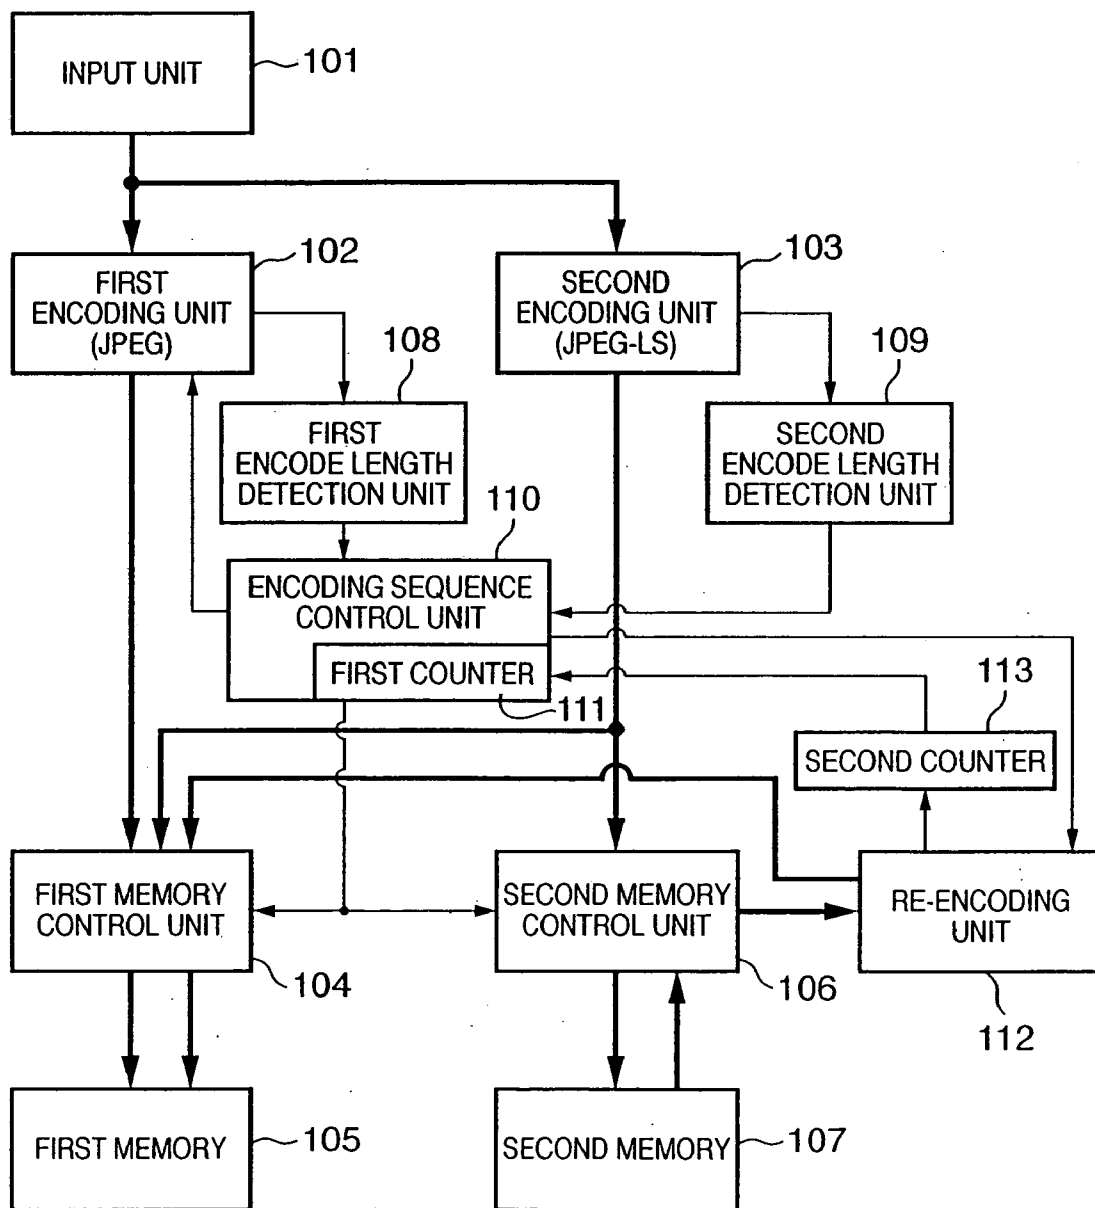 INPUT UNIT
101
FIRST
ENCODING UNIT
(JPEG)
102
SECOND
ENCODING UNIT
(JPEG-LS)
103
FIRST
ENCODE LENGTH
DETECTION UNIT
108
SECOND
ENCODE LENGTH
DETECTION UNIT
109
ENCODING SEQUENCE
CONTROL UNIT
110
FIRST COUNTER
111
SECOND COUNTER
113
FIRST MEMORY
CONTROL UNIT
104
SECOND MEMORY
CONTROL UNIT
106
RE-ENCODING
UNIT
112
FIRST MEMORY
105
SECOND MEMORY
107